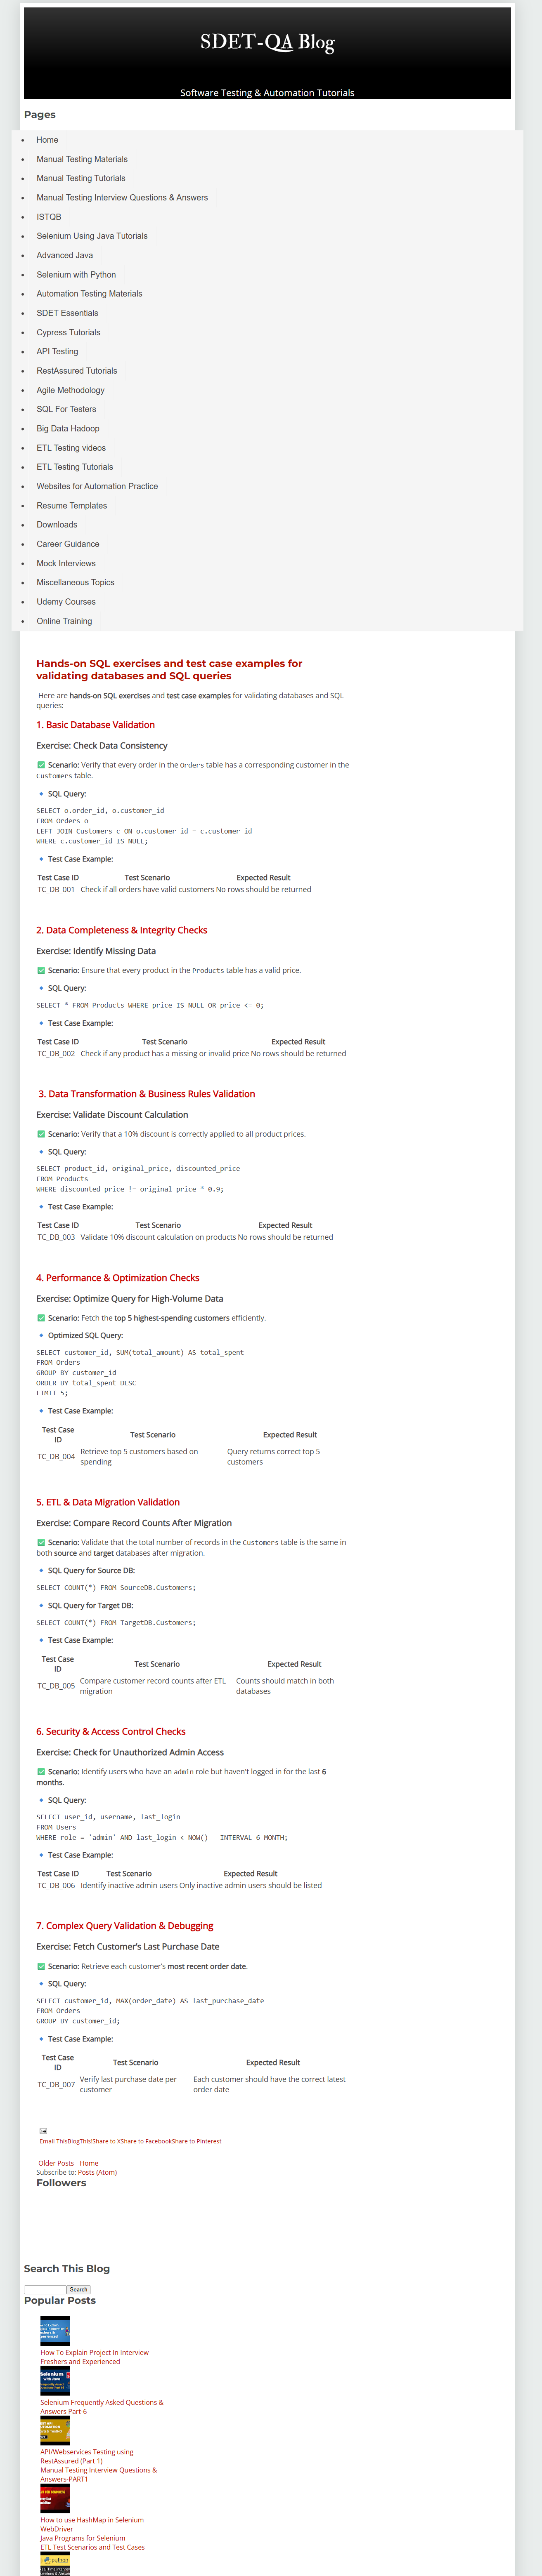 SDET-QA Blog
Software Testing & Automation Tutorials
Pages
Home
Manual Testing Materials
Manual Testing Tutorials
Manual Testing Interview Questions & Answers
ISTQB
Selenium Using Java Tutorials
Advanced Java
Selenium with Python
Automation Testing Materials
SDET Essentials
Cypress Tutorials
API Testing
RestAssured Tutorials
Agile Methodology
SQL For Testers
Big Data Hadoop
ETL Testing videos
ETL Testing Tutorials
Websites for Automation Practice
Resume Templates
Downloads
Career Guidance
Mock Interviews
Miscellaneous Topics
Udemy Courses
Online Training
Hands-on SQL exercises and test case examples for
validating databases and SQL queries
Here are hands-on SQL exercises and test case examples for validating databases and SQL
queries:
1. Basic Database Validation
Exercise: Check Data Consistency
✅ Scenario: Verify that every order in the Orders table has a corresponding customer in the
Customers table.
🔹 SQL Query:
SELECT o.order_id, o.customer_id
FROM Orders o
LEFT JOIN Customers c ON o.customer_id = c.customer_id
WHERE c.customer_id IS NULL;
🔹 Test Case Example:
Test Case ID Test Scenario Expected Result
TC_DB_001 Check if all orders have valid customers No rows should be returned
2. Data Completeness & Integrity Checks
Exercise: Identify Missing Data
✅ Scenario: Ensure that every product in the Products table has a valid price.
🔹 SQL Query:
SELECT * FROM Products WHERE price IS NULL OR price <= 0;
🔹 Test Case Example:
Test Case ID Test Scenario Expected Result
TC_DB_002 Check if any product has a missing or invalid price No rows should be returned
3. Data Transformation & Business Rules Validation
Exercise: Validate Discount Calculation
✅ Scenario: Verify that a 10% discount is correctly applied to all product prices.
🔹 SQL Query:
SELECT product_id, original_price, discounted_price
FROM Products
WHERE discounted_price != original_price * 0.9;
🔹 Test Case Example:
Test Case ID Test Scenario Expected Result
TC_DB_003 Validate 10% discount calculation on products No rows should be returned
4. Performance & Optimization Checks
Exercise: Optimize Query for High-Volume Data
✅ Scenario: Fetch the top 5 highest-spending customers efficiently.
🔹 Optimized SQL Query:
SELECT customer_id, SUM(total_amount) AS total_spent
FROM Orders
GROUP BY customer_id
ORDER BY total_spent DESC
LIMIT 5;
🔹 Test Case Example:
Test Case
ID
Test Scenario Expected Result
TC_DB_004
Retrieve top 5 customers based on
spending
Query returns correct top 5
customers
5. ETL & Data Migration Validation
Exercise: Compare Record Counts After Migration
✅ Scenario: Validate that the total number of records in the Customers table is the same in
both source and target databases after migration.
🔹 SQL Query for Source DB:
SELECT COUNT(*) FROM SourceDB.Customers;
🔹 SQL Query for Target DB:
SELECT COUNT(*) FROM TargetDB.Customers;
🔹 Test Case Example:
Test Case
ID
Test Scenario Expected Result
TC_DB_005
Compare customer record counts after ETL
migration
Counts should match in both
databases
6. Security & Access Control Checks
Exercise: Check for Unauthorized Admin Access
✅ Scenario: Identify users who have an admin role but haven't logged in for the last 6
months.
🔹 SQL Query:
SELECT user_id, username, last_login
FROM Users
WHERE role = 'admin' AND last_login < NOW() - INTERVAL 6 MONTH;
🔹 Test Case Example:
Test Case ID Test Scenario Expected Result
TC_DB_006 Identify inactive admin users Only inactive admin users should be listed
7. Complex Query Validation & Debugging
Exercise: Fetch Customer's Last Purchase Date
✅ Scenario: Retrieve each customer's most recent order date.
🔹 SQL Query:
SELECT customer_id, MAX(order_date) AS last_purchase_date
FROM Orders
GROUP BY customer_id;
🔹 Test Case Example:
Test Case
ID
Test Scenario Expected Result
TC_DB_007
Verify last purchase date per
customer
Each customer should have the correct latest
order date
Email ThisBlogThis!Share to XShare to FacebookShare to Pinterest
Older Posts Home
Subscribe to: Posts (Atom)
Followers
Search This Blog
Search
Popular Posts
How To Explain Project In Interview
Freshers and Experienced
Selenium
with Java
Selenium Frequently Asked Questions &
Answers Part-6
API/Webservices Testing using
RestAssured (Part 1)
Manual Testing Interview Questions &
Answers-PART1
How to use HashMap in Selenium
WebDriver
Java Programs for Selenium
ETL Test Scenarios and Test Cases
python